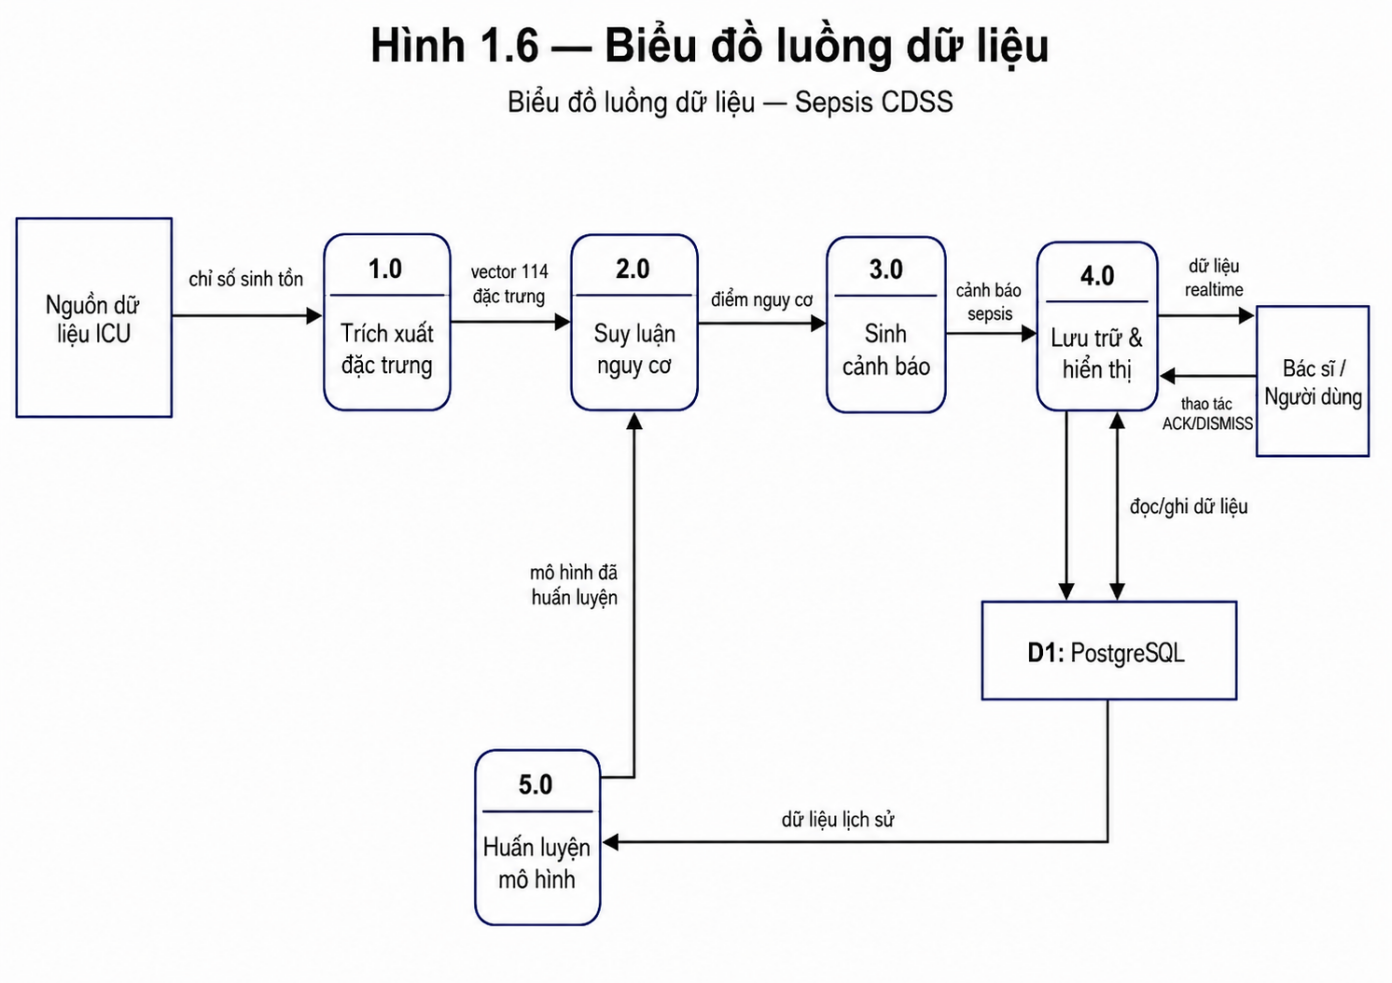 Hình 1.6 — Biểu đồ luồng dữ liệu
Biểu đồ luồng dữ liệu — Sepsis CDSS
Nguồn dữ
liệu ICU
chỉ số sinh tồn
1.0
Trích xuất
đặc trưng
vector 114
đặc trưng
2.0
Suy luận
nguy cơ
điểm nguy cơ
3.0
Sinh
cảnh báo
cảnh báo
sepsis
4.0
Lưu trữ &
hiển thị
dữ liệu
realtime
Bác sĩ /
Người dùng
thao tác
ACK/DISMISS
đọc/ghi dữ liệu
mô hình đã
huấn luyện
D1: PostgreSQL
5.0
Huấn luyện
mô hình
dữ liệu lịch sử